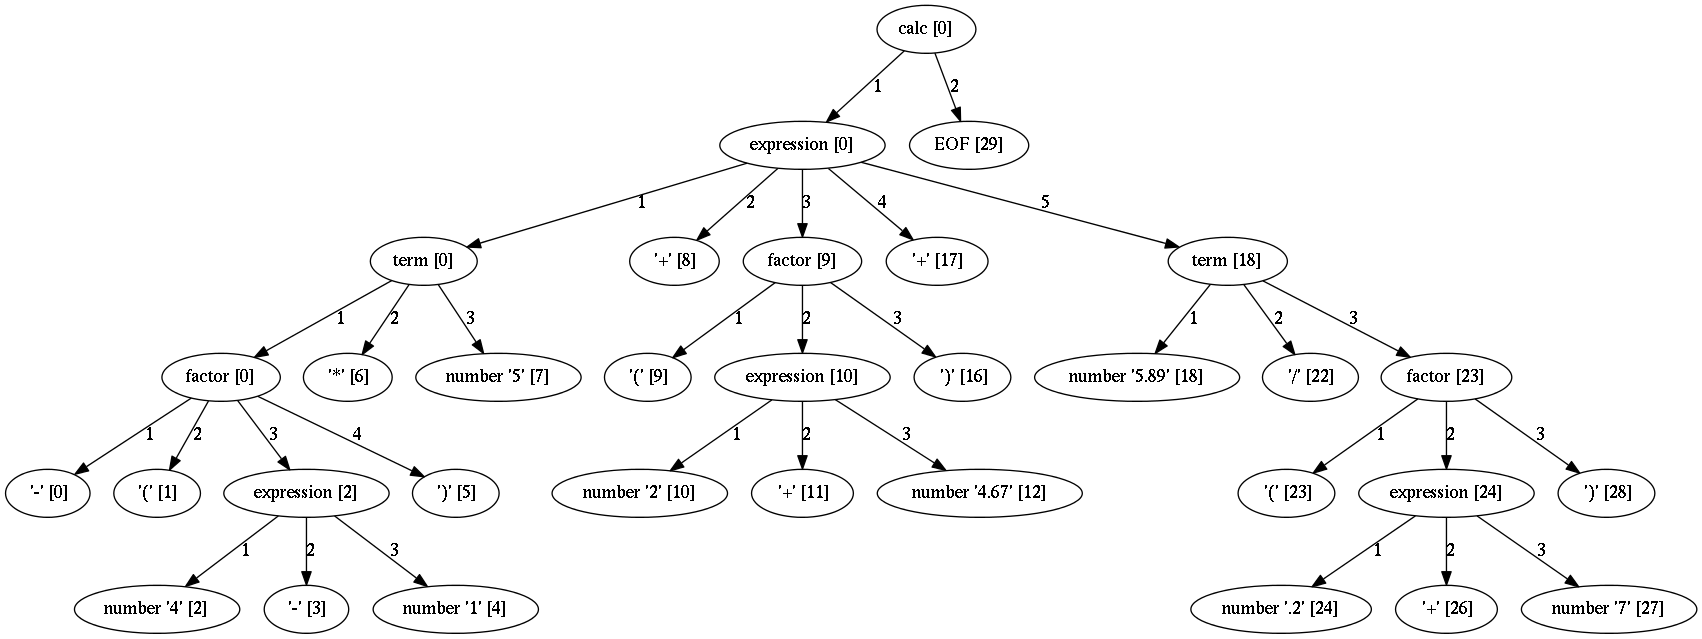 calc [0]
1 2
expression [0] EOF [29]
1 2 3 4 5
term [0] '+' [8] factor [9] '+' [17] term [18]
1 2 3 1 2 3 1 2 3
factor [0] '*' [6] number '5' [7] '(' [9] expression [10] ')' [16] number '5.89' [18] '/' [22] factor [23]
1 2 3 4 1 2 3 1 2 3
'-' [0] '(' [1] expression [2] ')' [5] number '2' [10] '+' [11] number '4.67' [12] '(' [23] expression [24] ')' [28]
1 2 3 1 2 3
number '4' [2] '-' [3] number '1' [4] number '.2' [24] '+' [26] number '7' [27]